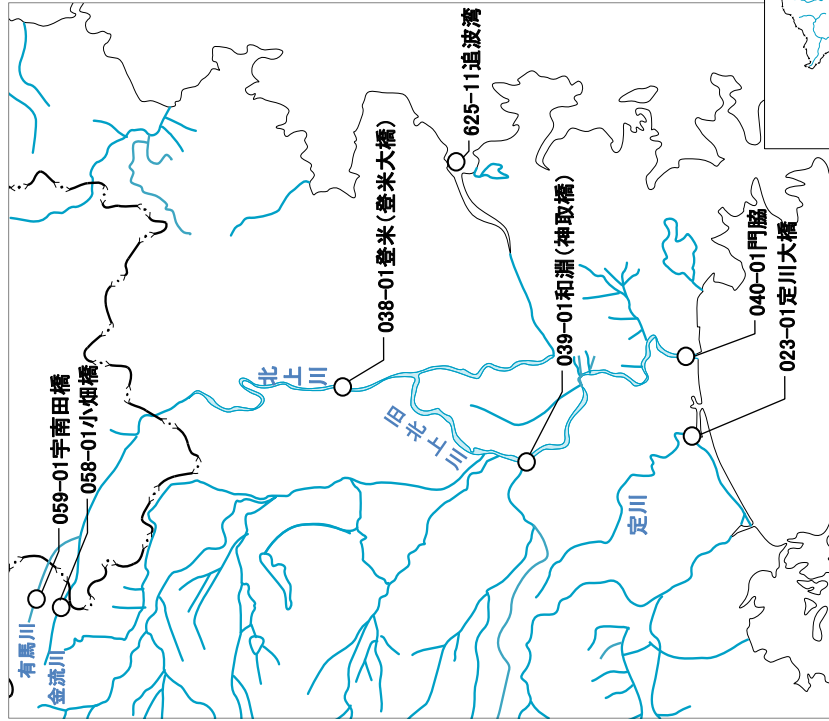 有馬川
金流川
059-01宇南田橋
058-01小畑橋
北上川
038-01登米(登米大橋)
旧北上川
625-11追波湾
039-01和淵(神取橋)
定川
040-01門脇
023-01定川大橋